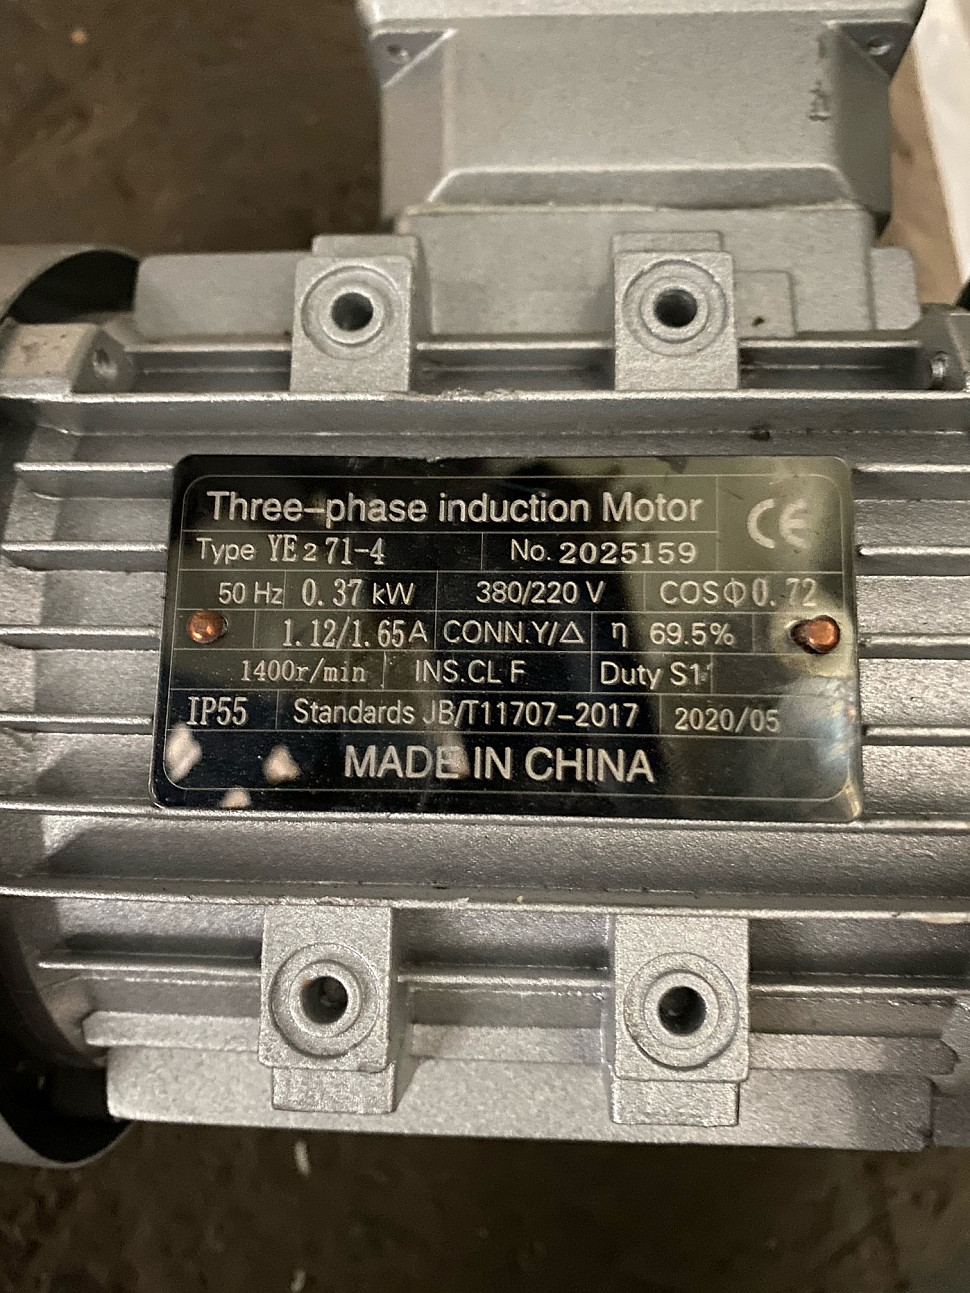 Three-phase induction Motor CE
Type YE2 71-4 No. 2025159
50 Hz 0.37 kW 380/220 V COSΦ 0.72
1.12/1.65 A CONN.Y/△ η 69.5%
1400r/min INS.CL F Duty S1
IP55 Standards JB/T11707-2017 2020/05
MADE IN CHINA